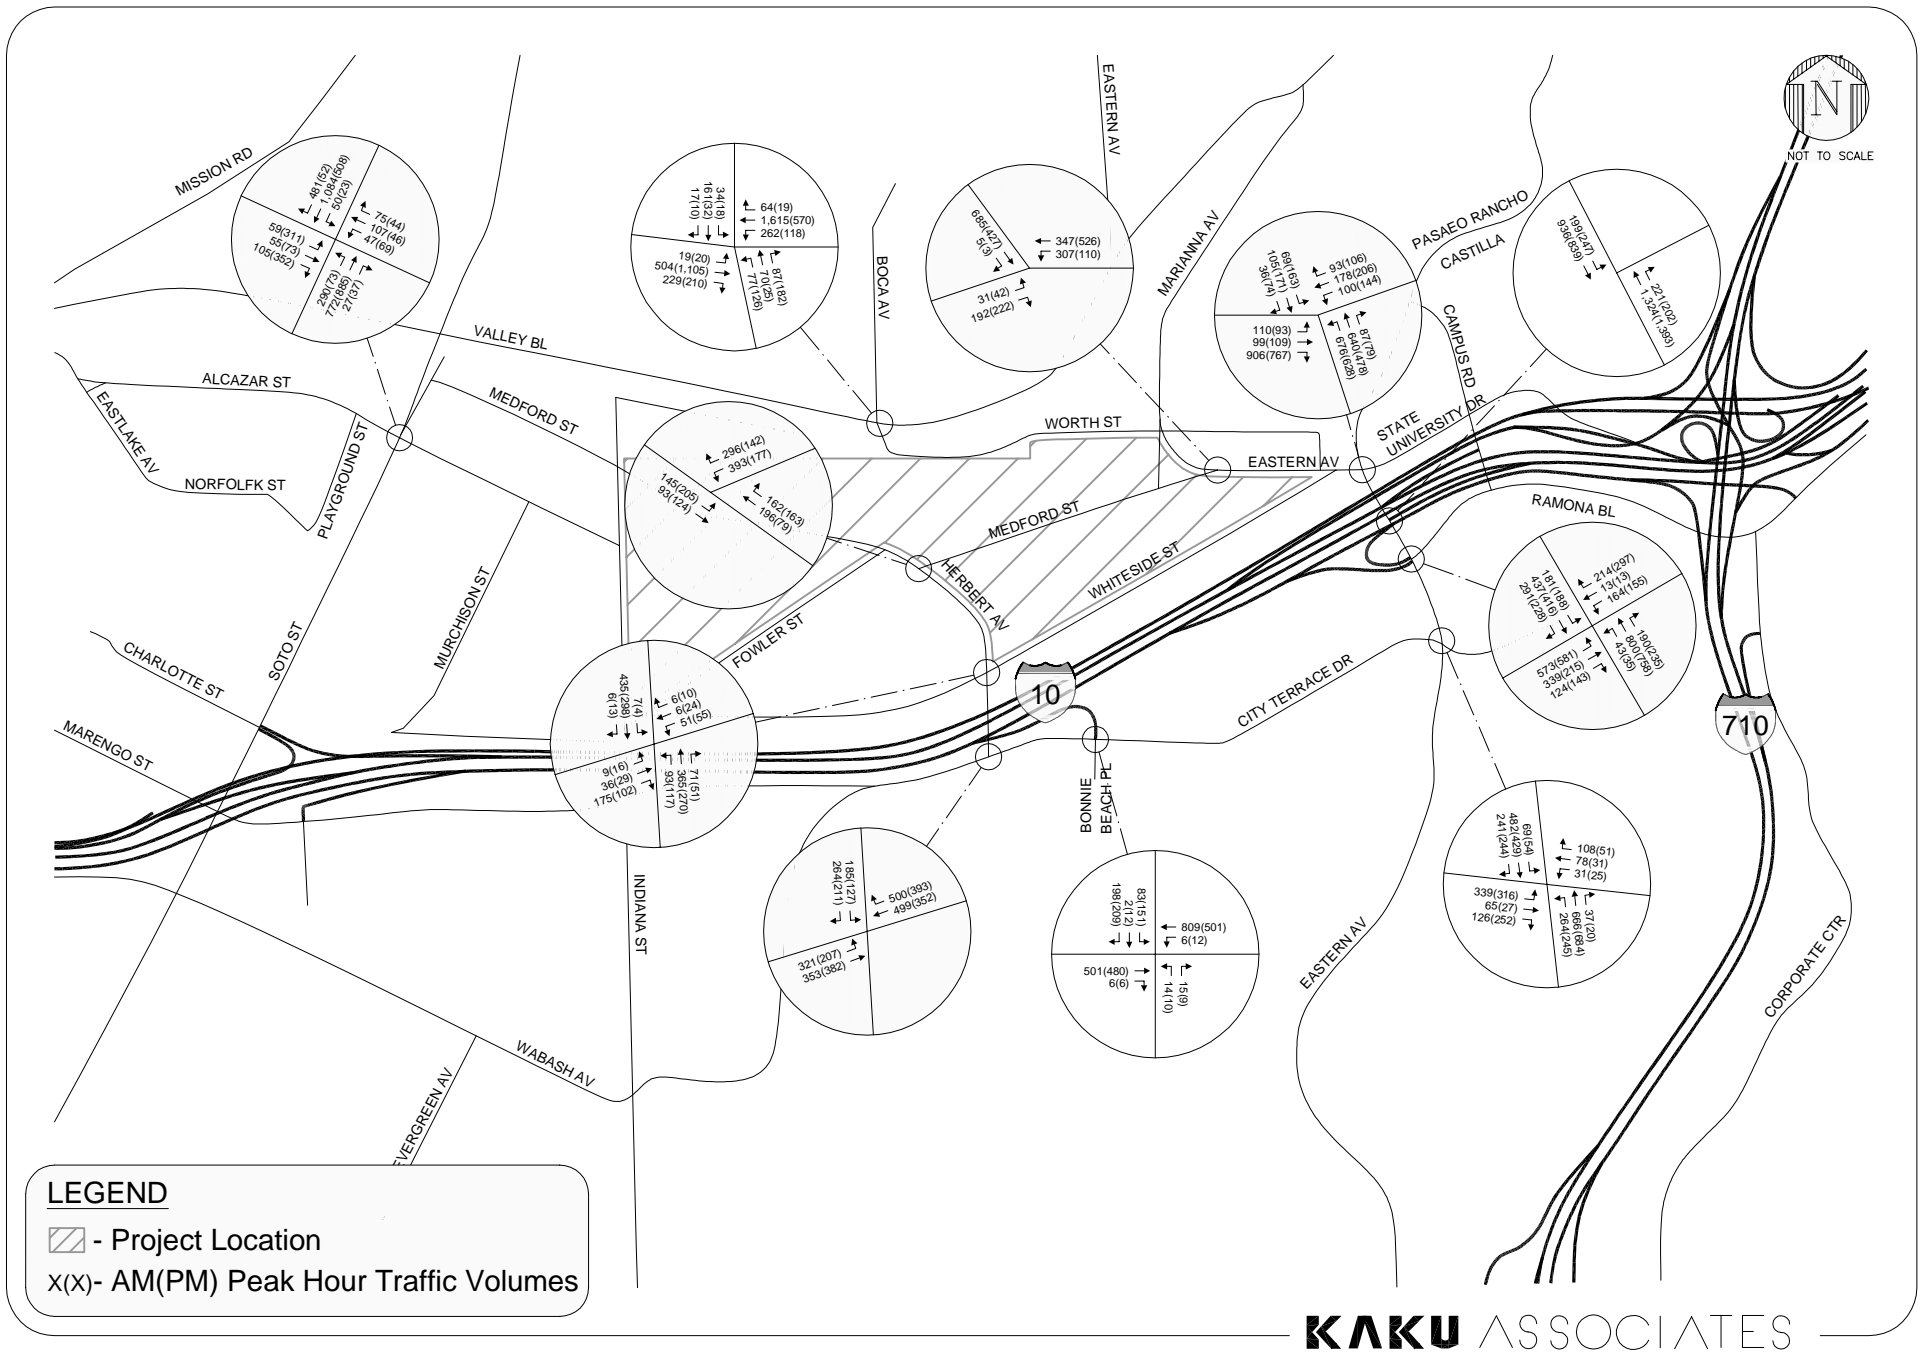 MISSION RD
481(52)
1,084(508)
50(23)
75(44)
107(46)
47(69)
59(311)
55(73)
105(352)
290(73)
772(885)
27(37)
17(10)
161(32)
34(18)
64(19)
1,615(570)
262(118)
19(20)
504(1,105)
229(210)
77(126)
70(25)
87(182)
BOCA AV
685(427)
5(3)
347(526)
307(110)
31(42)
192(222)
EASTERN AV
MARIANNA AV
36(74)
105(171)
69(163)
93(106)
178(206)
100(144)
110(93)
99(109)
906(767)
676(628)
640(478)
87(79)
PASAEO RANCHO
CASTILLA
CAMPUS RD
199(247)
936(839)
221(202)
1,324(1,393)
N
NOT TO SCALE
VALLEY BL
ALCAZAR ST
EASTLAKE AV
NORFOLFK ST
PLAYGROUND ST
MEDFORD ST
WORTH ST
EASTERN AV
STATE
UNIVERSITY DR
RAMONA BL
296(142)
393(177)
145(205)
93(124)
162(163)
196(79)
MEDFORD ST
HERBERT AV
WHITESIDE ST
FOWLER ST
MURCHISON ST
SOTO ST
CHARLOTTE ST
MARENGO ST
6(13)
435(298)
7(4)
6(10)
6(24)
51(55)
9(16)
36(29)
175(102)
93(117)
365(270)
71(51)
10
CITY TERRACE DR
291(228)
437(416)
181(188)
214(297)
13(13)
164(155)
573(581)
339(215)
124(143)
43(35)
800(758)
190(235)
710
BONNIE
BEACH PL
INDIANA ST
264(211)
185(127)
500(393)
499(352)
321(207)
353(382)
198(209)
2(12)
83(151)
809(501)
6(12)
501(480)
6(6)
14(10)
15(9)
241(244)
482(429)
69(54)
108(51)
78(31)
31(25)
339(316)
65(27)
126(252)
264(245)
666(684)
37(20)
EASTERN AV
CORPORATE CTR
WABASH AV
EVERGREEN AV
LEGEND
- Project Location
X(X)- AM(PM) Peak Hour Traffic Volumes
KAKU ASSOCIATES